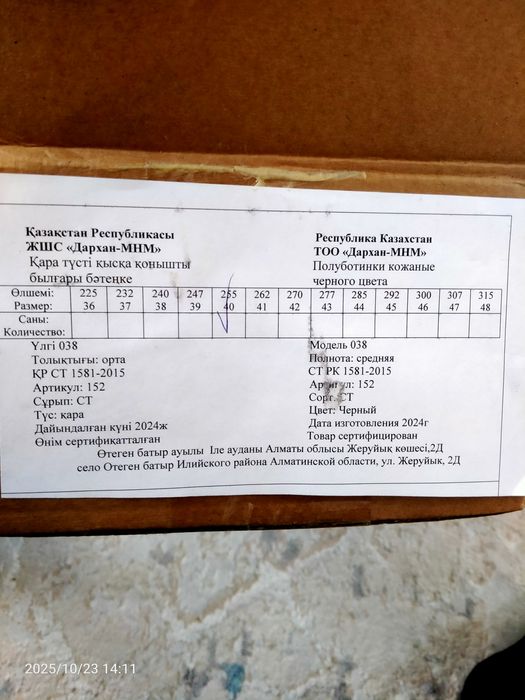 Қазақстан Республикасы
ЖШС «Дархан-МНМ»
Қара түсті қысқа қонышты
былғары бәтеңке
Республика Казахстан
ТОО «Дархан-МНМ»
Полуботинки кожаные
черного цвета
Өлшемі: 225 232 240 247 255 262 270 277 285 292 300 307 315
Размер: 36 37 38 39 40 41 42 43 44 45 46 47 48
Саны:
Количество:
Үлгі 038
Толықтығы: орта
ҚР СТ 1581-2015
Артикул: 152
Сұрып: СТ
Түс: қара
Дайындалған күні 2024ж
Өнім сертификатталған
Модель 038
Полнота: средняя
СТ РК 1581-2015
Артикул: 152
Сорт: СТ
Цвет: Черный
Дата изготовления 2024г
Товар сертифицирован
Өтеген батыр ауылы Іле ауданы Алматы облысы Жеруйық көшесі,2Д
село Отеген батыр Илийского района Алматинской области, ул. Жеруйык, 2Д
2025/10/23 14:11